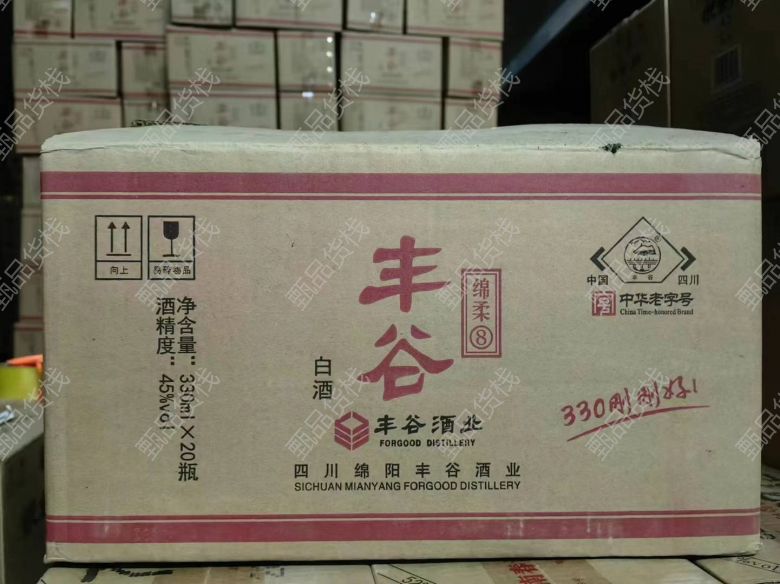 向上
易碎物品
净含量：330ml×20瓶
酒精度：45%vol
丰谷
绵柔⑧
白酒
丰谷酒业
FORGOOD DISTILLERY
四川绵阳丰谷酒业
SICHUAN MIANYANG FORGOOD DISTILLERY
丰谷
中国 四川
中华老字号
China Time-honored Brand
330刚刚好!
甄品货栈